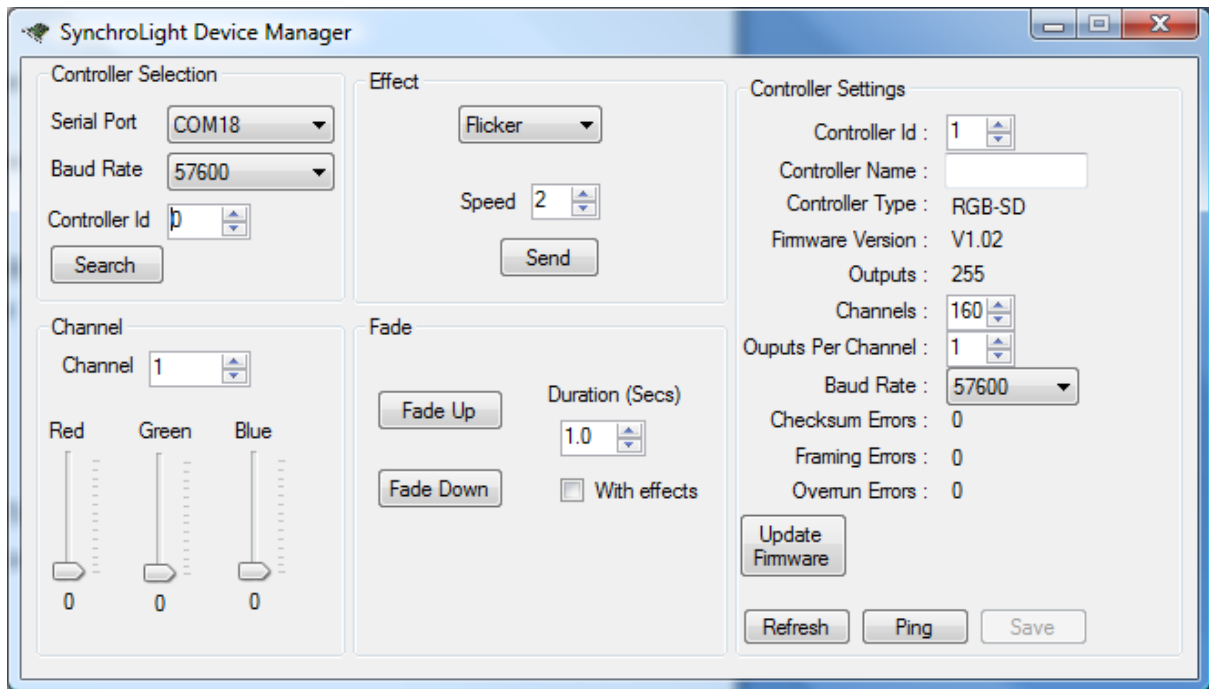 SynchroLight Device Manager
Controller Selection
Serial Port COM18
Baud Rate 57600
Controller Id 0
Search
Effect
Flicker
Speed 2
Send
Channel
Channel 1
Red Green Blue
0 0 0
Fade
Fade Up
Fade Down
Duration (Secs)
1.0
With effects
Controller Settings
Controller Id : 1
Controller Name :
Controller Type : RGB-SD
Firmware Version : V1.02
Outputs : 255
Channels : 160
Ouputs Per Channel : 1
Baud Rate : 57600
Checksum Errors : 0
Framing Errors : 0
Overrun Errors : 0
Update
Firmware
Refresh Ping Save